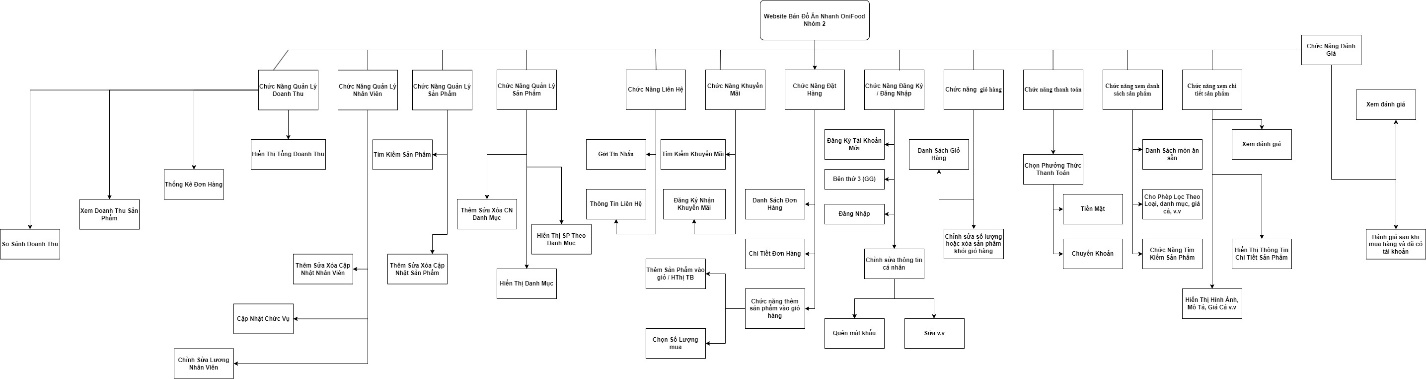 Website Bán Đồ Ăn Nhanh OniFood
Nhóm 2
Chức Năng Đánh
Giá
Chức Năng Quản Lý
Doanh Thu
Chức Năng Quản Lý
Nhân Viên
Chức Năng Quản Lý
Sản Phẩm
Chức Năng Quản Lý
Sản Phẩm
Chức Năng Liên Hệ
Chức Năng Khuyến
Mãi
Chức Năng Đặt
Hàng
Chức Năng Đăng Ký
/ Đăng Nhập
Chức năng giỏ hàng
Chức năng thanh toán
Chức năng xem danh
sách sản phẩm
Chức năng xem chi
tiết sản phẩm
Xem đánh giá
Hiển Thị Tổng Doanh Thu
Tìm Kiếm Sản Phẩm
Gửi Tin Nhắn
Tìm Kiếm Khuyến Mãi
Đăng Ký Tài Khoản
Mới
Danh Sách Giỏ
Hàng
Danh Sách món ăn
sẵn
Xem đánh giá
Chọn Phương Thức
Thanh Toán
Thống Kê Đơn Hàng
Bên thứ 3 (GG)
Xem Doanh Thu Sản
Phẩm
Thêm Sửa Xóa CN
Danh Mục
Thông Tin Liên Hệ
Đăng Ký Nhận
Khuyến Mãi
Danh Sách Đơn
Hàng
Đăng Nhập
Tiền Mặt
Cho Phép Lọc Theo
Loại, danh mục, giá
cả, v.v
So Sánh Doanh Thu
Hiển Thị SP Theo
Danh Mục
Chỉnh sửa số lượng
hoặc xóa sản phẩm
khỏi giỏ hàng
Đánh giá sau khi
mua hàng và đã có
tài khoản
Thêm Sửa Xóa Cập
Nhật Nhân Viên
Thêm Sửa Xóa Cập
Nhật Sản Phẩm
Hiển Thị Danh Mục
Thêm Sản Phẩm vào
giỏ / HThị TB
Chi Tiết Đơn Hàng
Chỉnh sửa thông tin
cá nhân
Chuyển Khoản
Chức Năng Tìm
Kiếm Sản Phẩm
Hiển Thị Thông Tin
Chi Tiết Sản Phẩm
Cập Nhật Chức Vụ
Chức năng thêm
sản phẩm vào giỏ
hàng
Hiển Thị Hình Ảnh,
Mô Tả, Giá Cả v.v
Chọn Số Lượng
mua
Quên mật khẩu
Sửa v.v
Chỉnh Sửa Lương
Nhân Viên